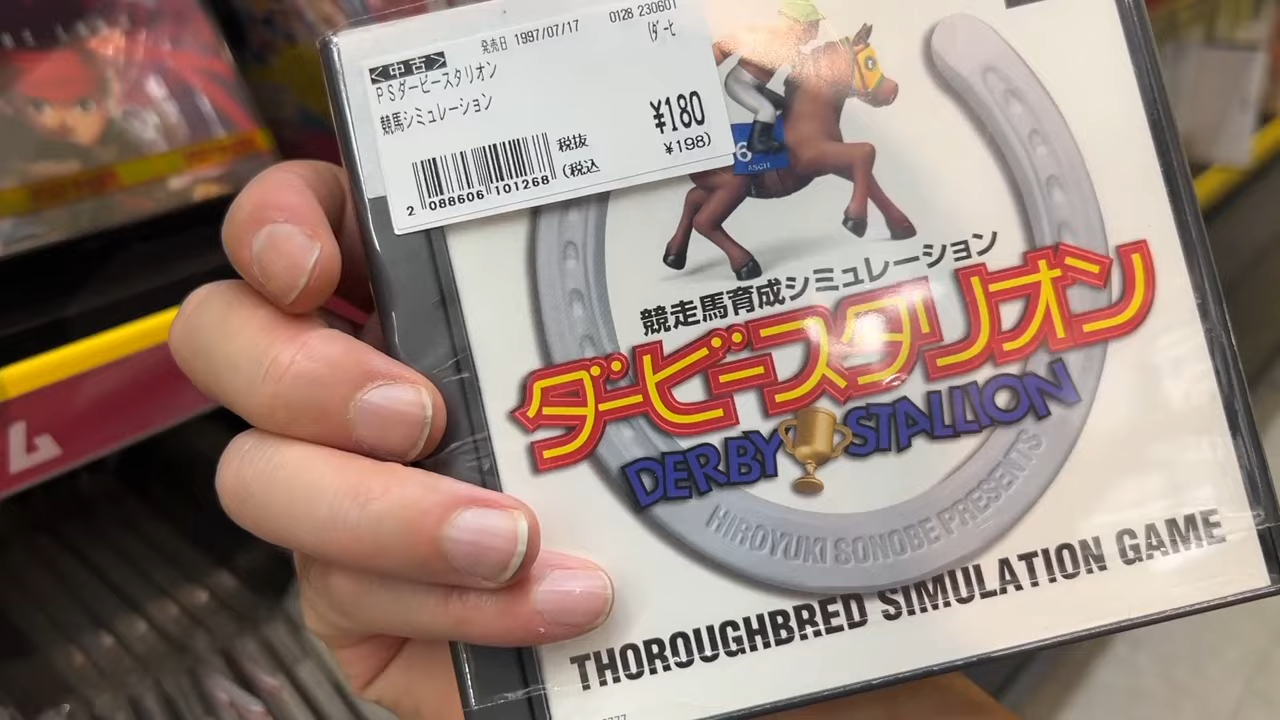 発売日 1997/07/17
0128 230601
(ダービ
<中古>
PSダービースタリオン
競馬シミュレーション
¥180
税抜
¥198)
(税込
2 088606 101268
6
ASCII
競走馬育成シミュレーション
ダービースタリオン
DERBY STALLION
HIROYUKI SONOBE PRESENTS
THOROUGHBRED SIMULATION GAME